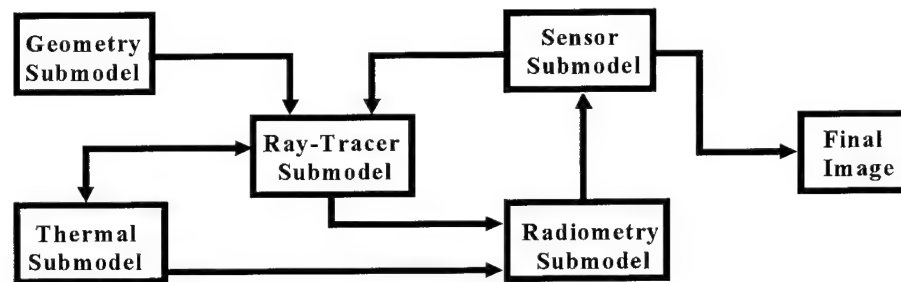 Geometry
Submodel
Sensor
Submodel
Ray-Tracer
Submodel
Final
Image
Thermal
Submodel
Radiometry
Submodel